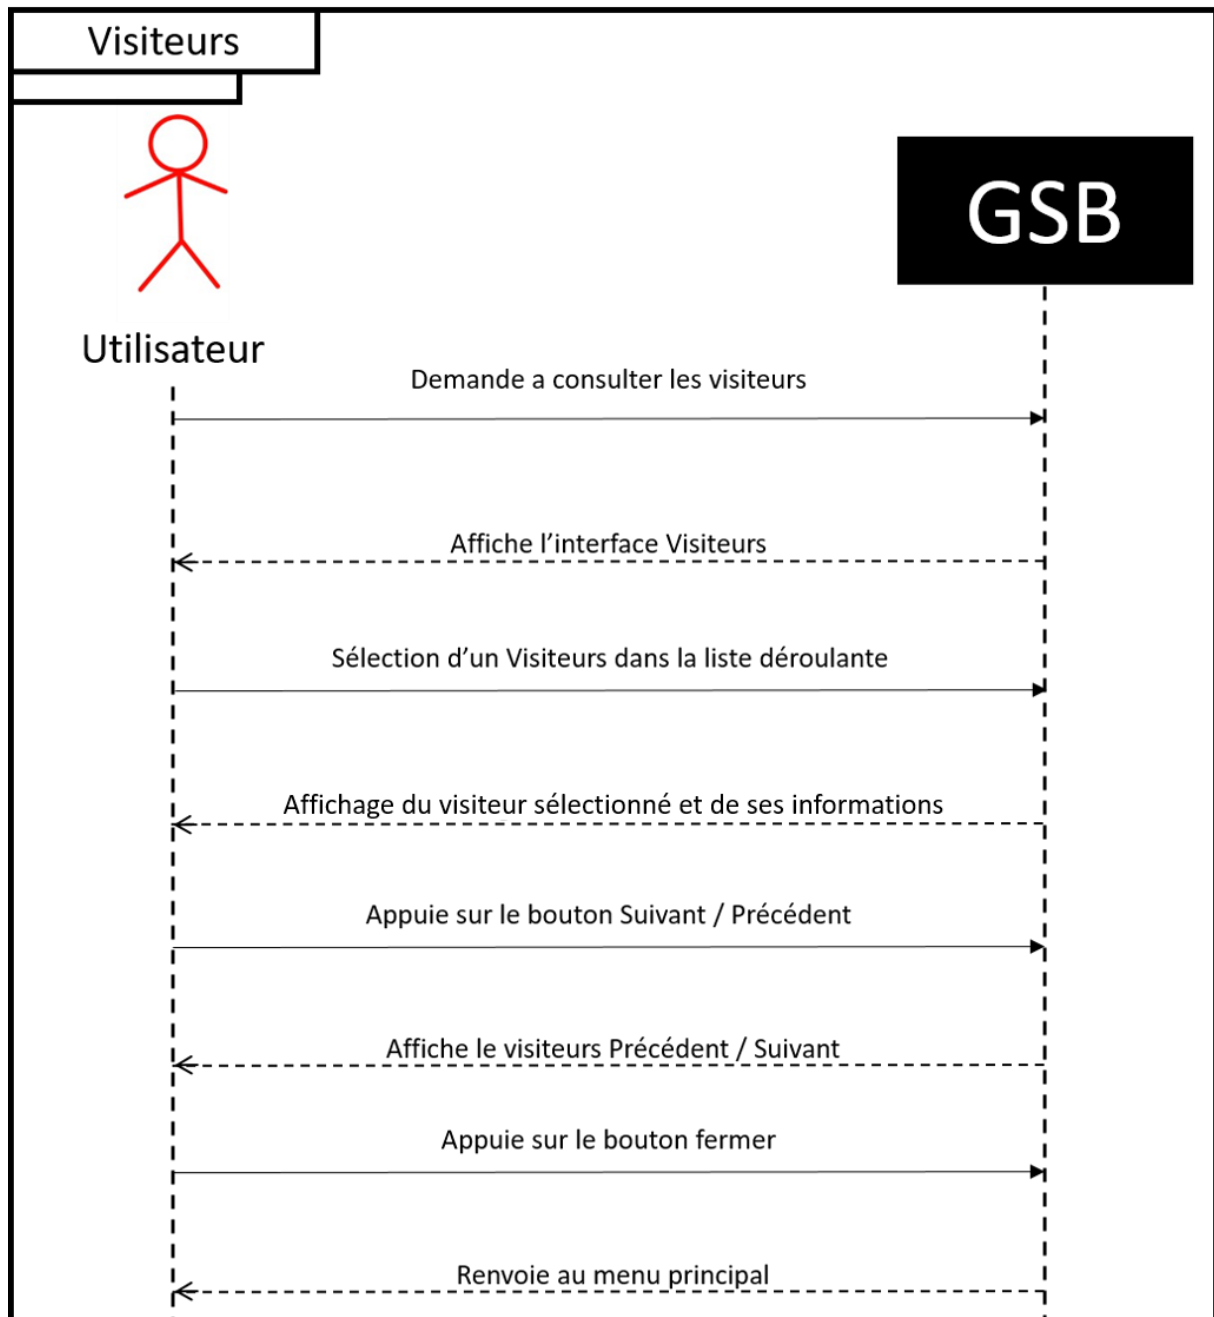 Visiteurs
GSB
Utilisateur
Demande a consulter les visiteurs
Affiche l’interface Visiteurs
Sélection d’un Visiteurs dans la liste déroulante
Affichage du visiteur sélectionné et de ses informations
Appuie sur le bouton Suivant / Précédent
Affiche le visiteurs Précédent / Suivant
Appuie sur le bouton fermer
Renvoie au menu principal